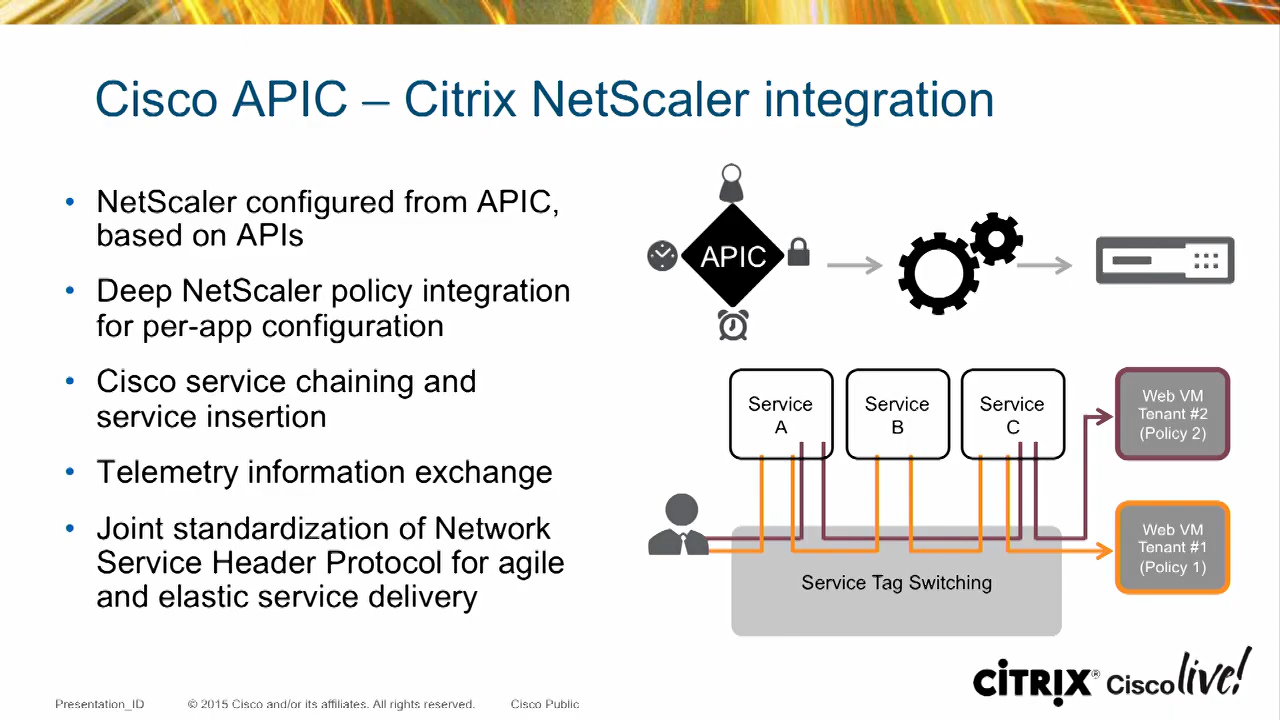 Cisco APIC – Citrix NetScaler integration
• NetScaler configured from APIC,
based on APIs
• Deep NetScaler policy integration
for per-app configuration
• Cisco service chaining and
service insertion
• Telemetry information exchange
• Joint standardization of Network
Service Header Protocol for agile
and elastic service delivery
APIC
Service
A
Service
B
Service
C
Web VM
Tenant #2
(Policy 2)
Web VM
Tenant #1
(Policy 1)
Service Tag Switching
CİTRIX® Cisco live!
Presentation_ID © 2015 Cisco and/or its affiliates. All rights reserved. Cisco Public